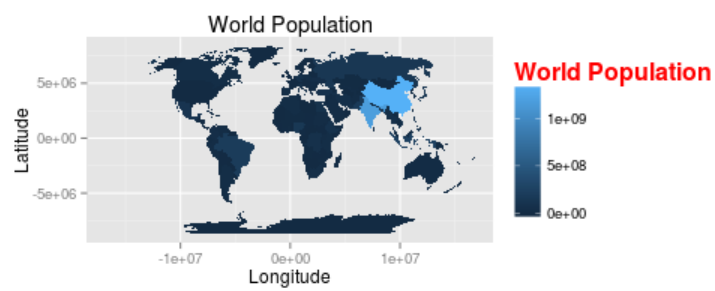 World Population
World Population
5e+06
0e+00
-5e+06
Latitude
-1e+07 0e+00 1e+07
Longitude
1e+09
5e+08
0e+00